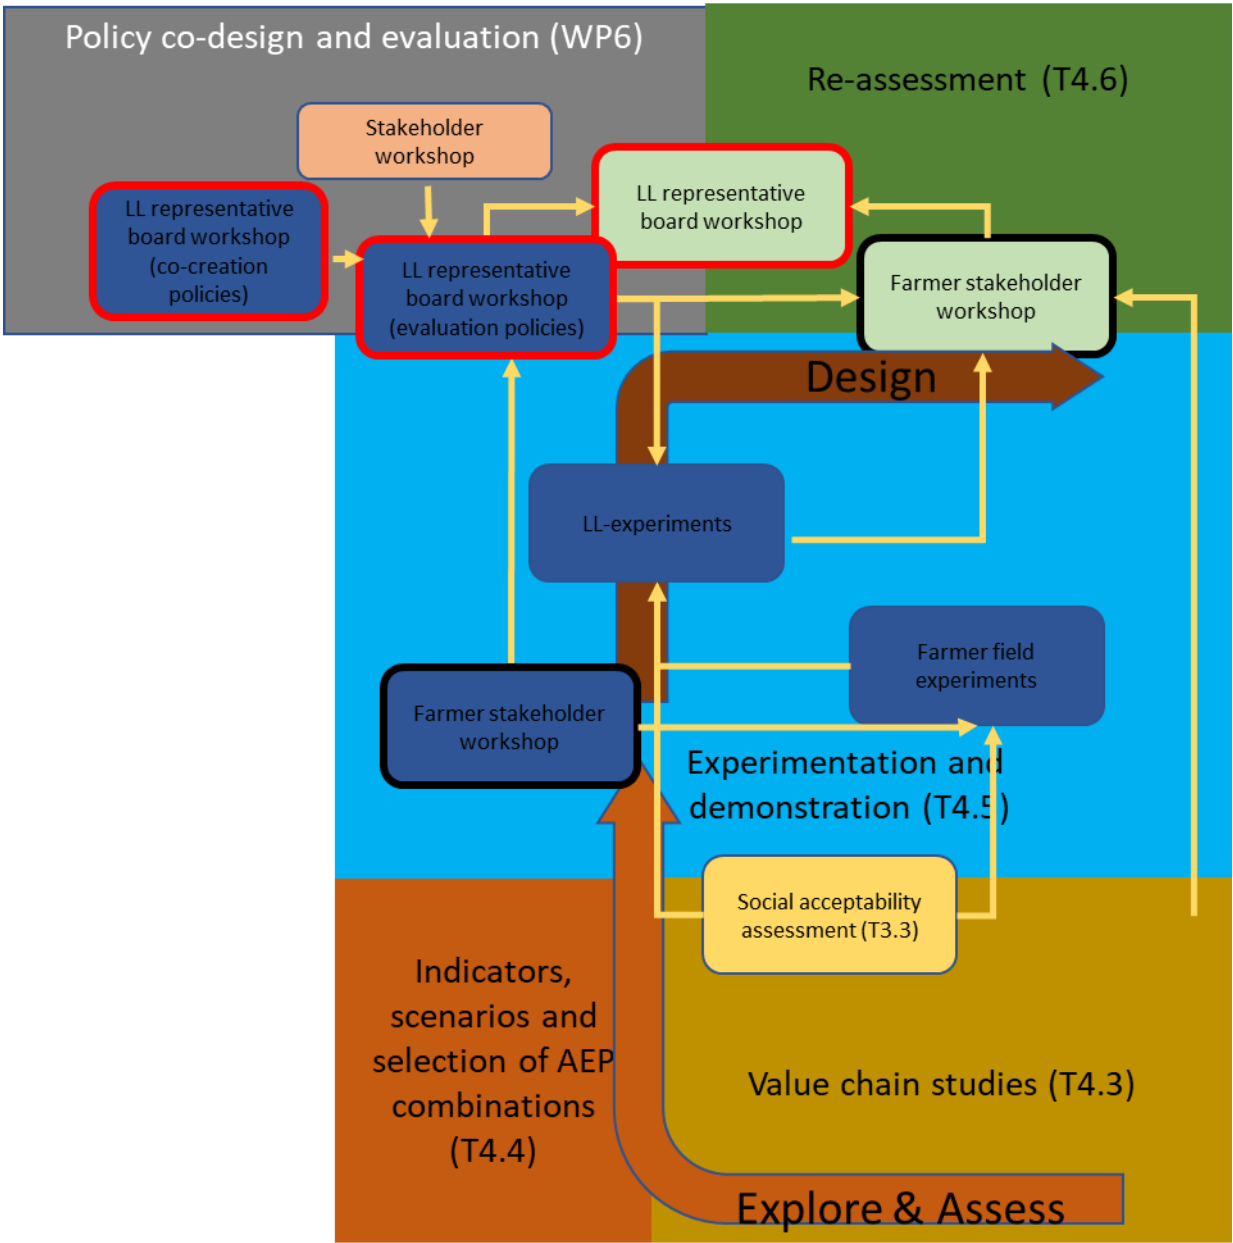 Policy co-design and evaluation (WP6)
Re-assessment (T4.6)
Stakeholder
workshop
LL representative
board workshop
(co-creation
policies)
LL representative
board workshop
LL representative
board workshop
(evaluation policies)
Farmer stakeholder
workshop
Design
LL-experiments
Farmer field
experiments
Farmer stakeholder
workshop
Experimentation and
demonstration (T4.5)
Social acceptability
assessment (T3.3)
Indicators,
scenarios and
selection of AEP
combinations
(T4.4)
Value chain studies (T4.3)
Explore & Assess